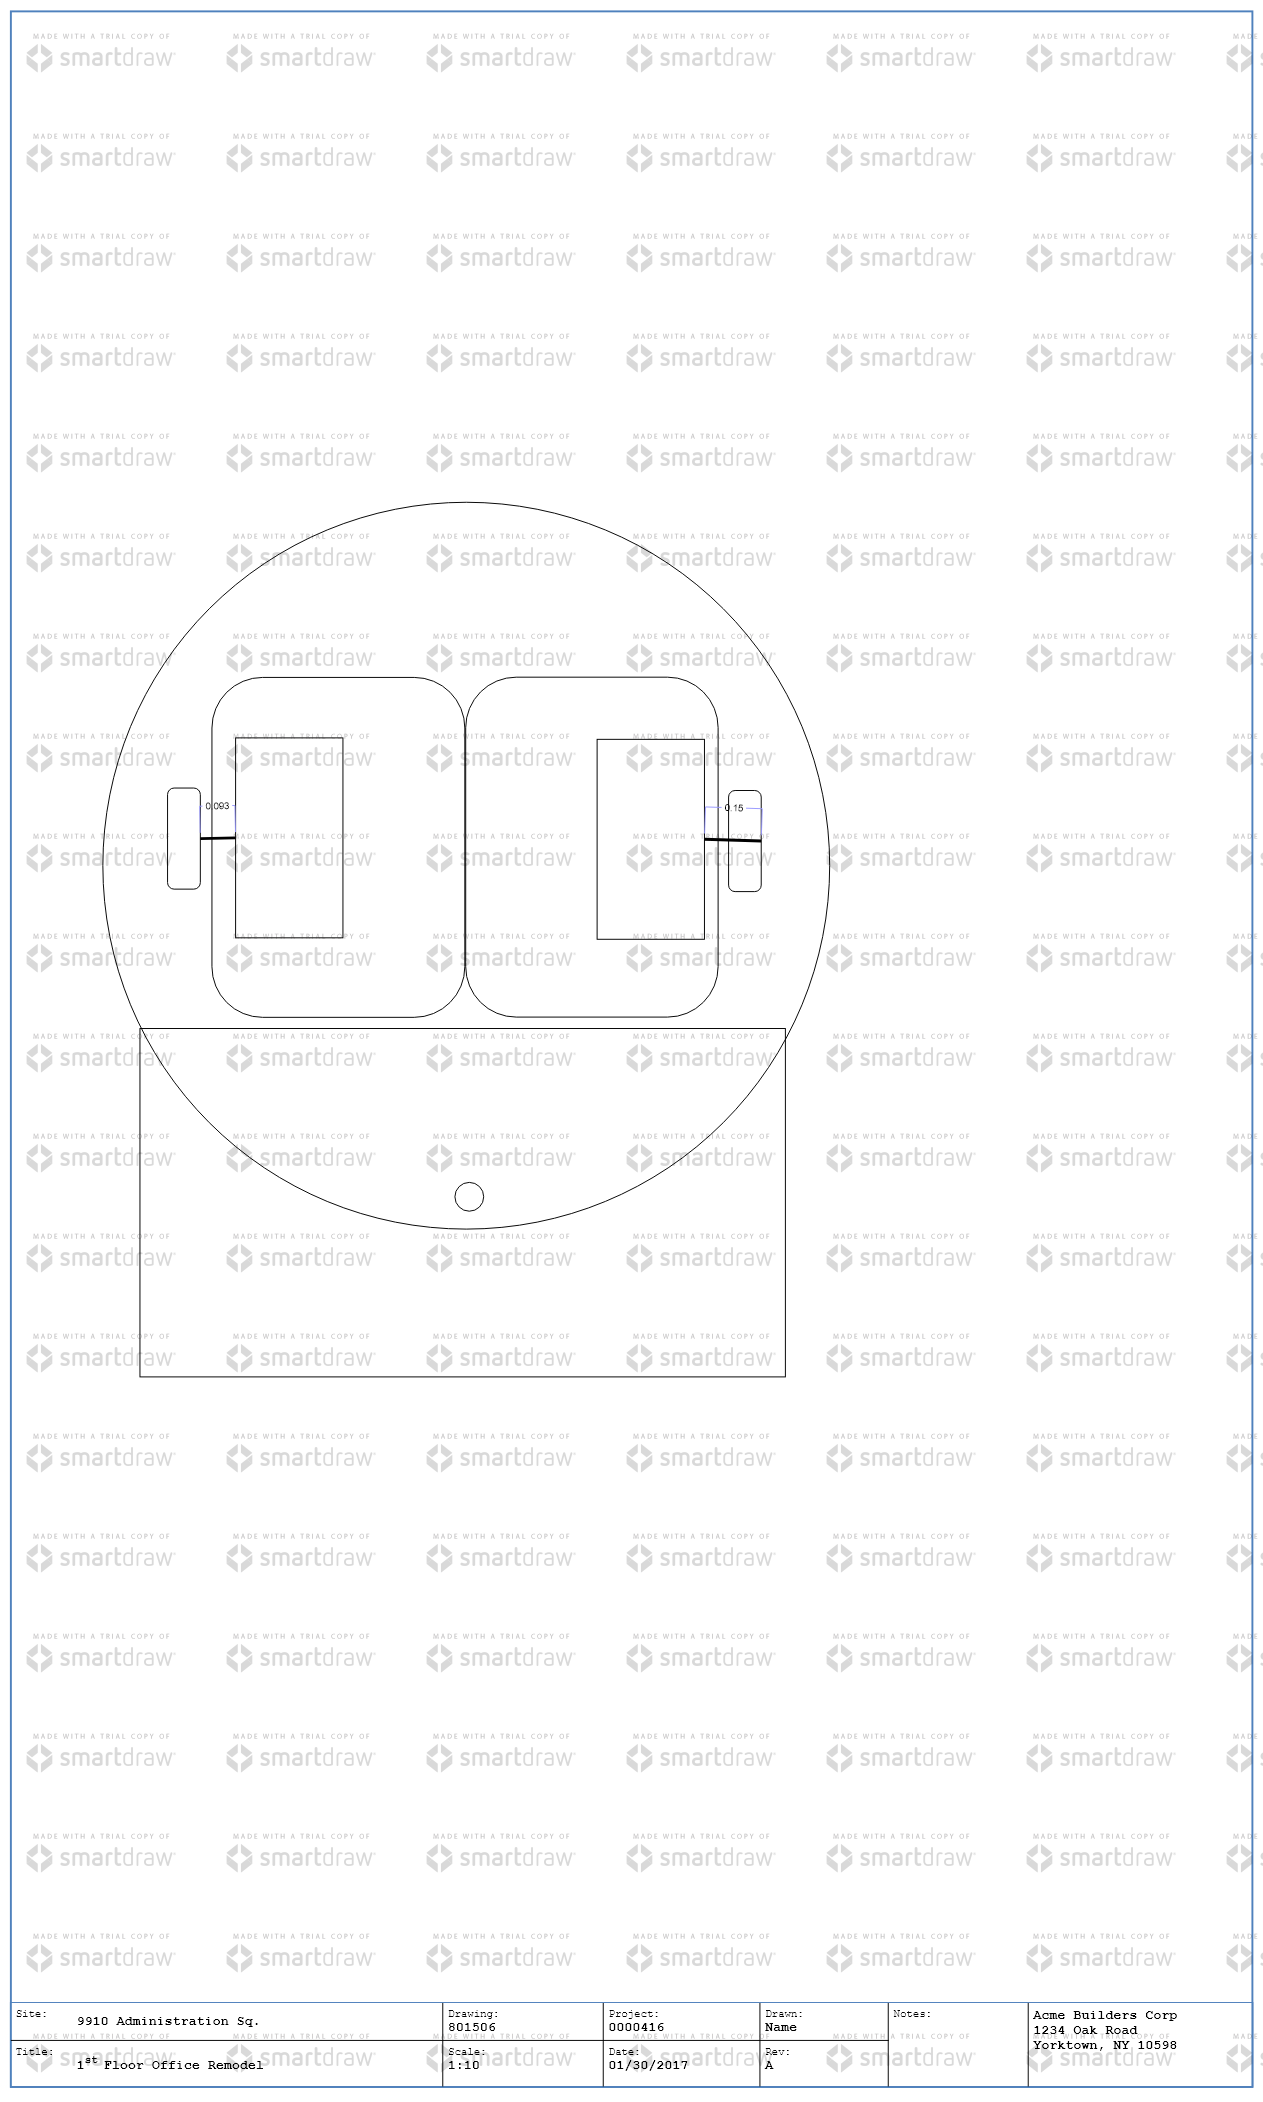 MADE WITH A TRIAL COPY OF
smartdraw
0.093
0.15
Site: 9910 Administration Sq.
Title: 1st Floor Office Remodel
Drawing:
801506
Scale:
1:10
Project:
0000416
Date:
01/30/2017
Drawn:
Name
Rev:
A
Notes:
Acme Builders Corp
1234 Oak Road
Yorktown, NY 10598